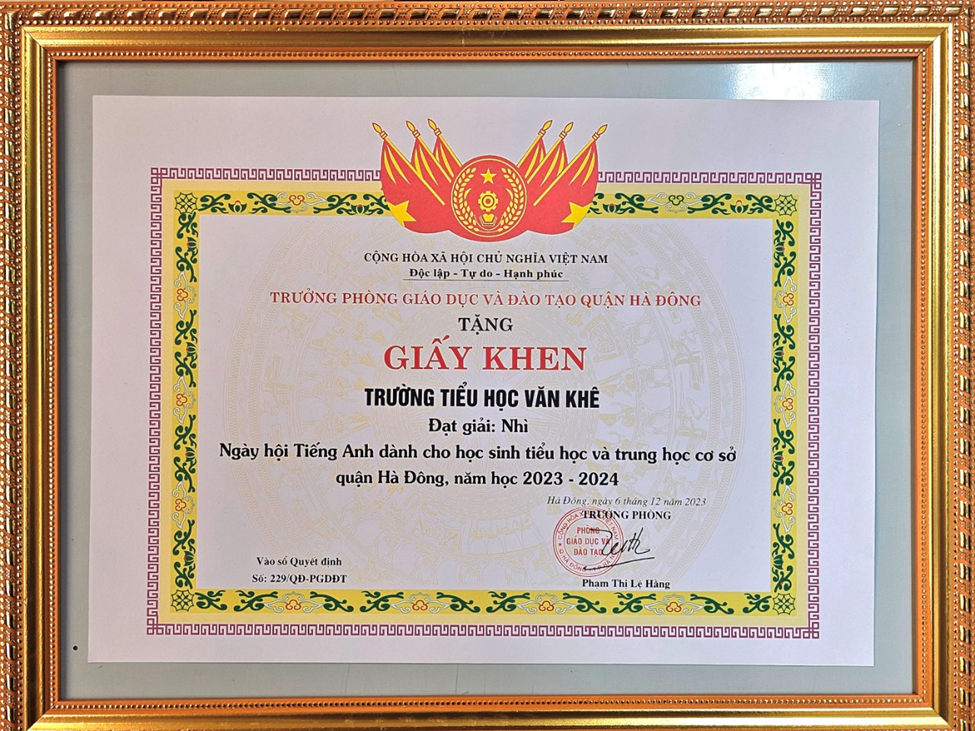 CỘNG HÒA XÃ HỘI CHỦ NGHĨA VIỆT NAM
Độc lập - Tự do - Hạnh phúc
TRƯỞNG PHÒNG GIÁO DỤC VÀ ĐÀO TẠO QUẬN HÀ ĐÔNG
TẶNG
GIẤY KHEN
TRƯỜNG TIỂU HỌC VĂN KHÊ
Đạt giải: Nhì
Ngày hội Tiếng Anh dành cho học sinh tiểu học và trung học cơ sở
quận Hà Đông, năm học 2023 - 2024
Hà Đông, ngày 6 tháng 12 năm 2023
TRƯỞNG PHÒNG
PHÒNG
GIÁO DỤC VÀ
ĐÀO TẠO
Vào sổ Quyết định
Số: 229/QĐ-PGDĐT
Phạm Thị Lệ Hằng